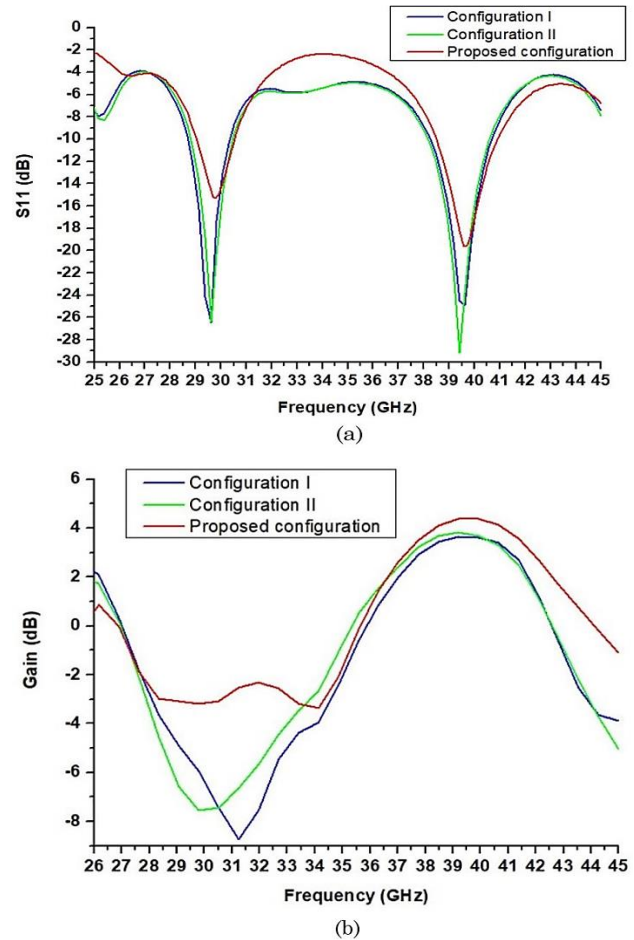 Configuration I
Configuration II
Proposed configuration
S11 (dB)
0
-2
-4
-6
-8
-10
-12
-14
-16
-18
-20
-22
-24
-26
-28
-30
25 26 27 28 29 30 31 32 33 34 35 36 37 38 39 40 41 42 43 44 45
Frequency (GHz)
(a)
Configuration I
Configuration II
Proposed configuration
Gain (dB)
6
4
2
0
-2
-4
-6
-8
26 27 28 29 30 31 32 33 34 35 36 37 38 39 40 41 42 43 44 45
Frequency (GHz)
(b)